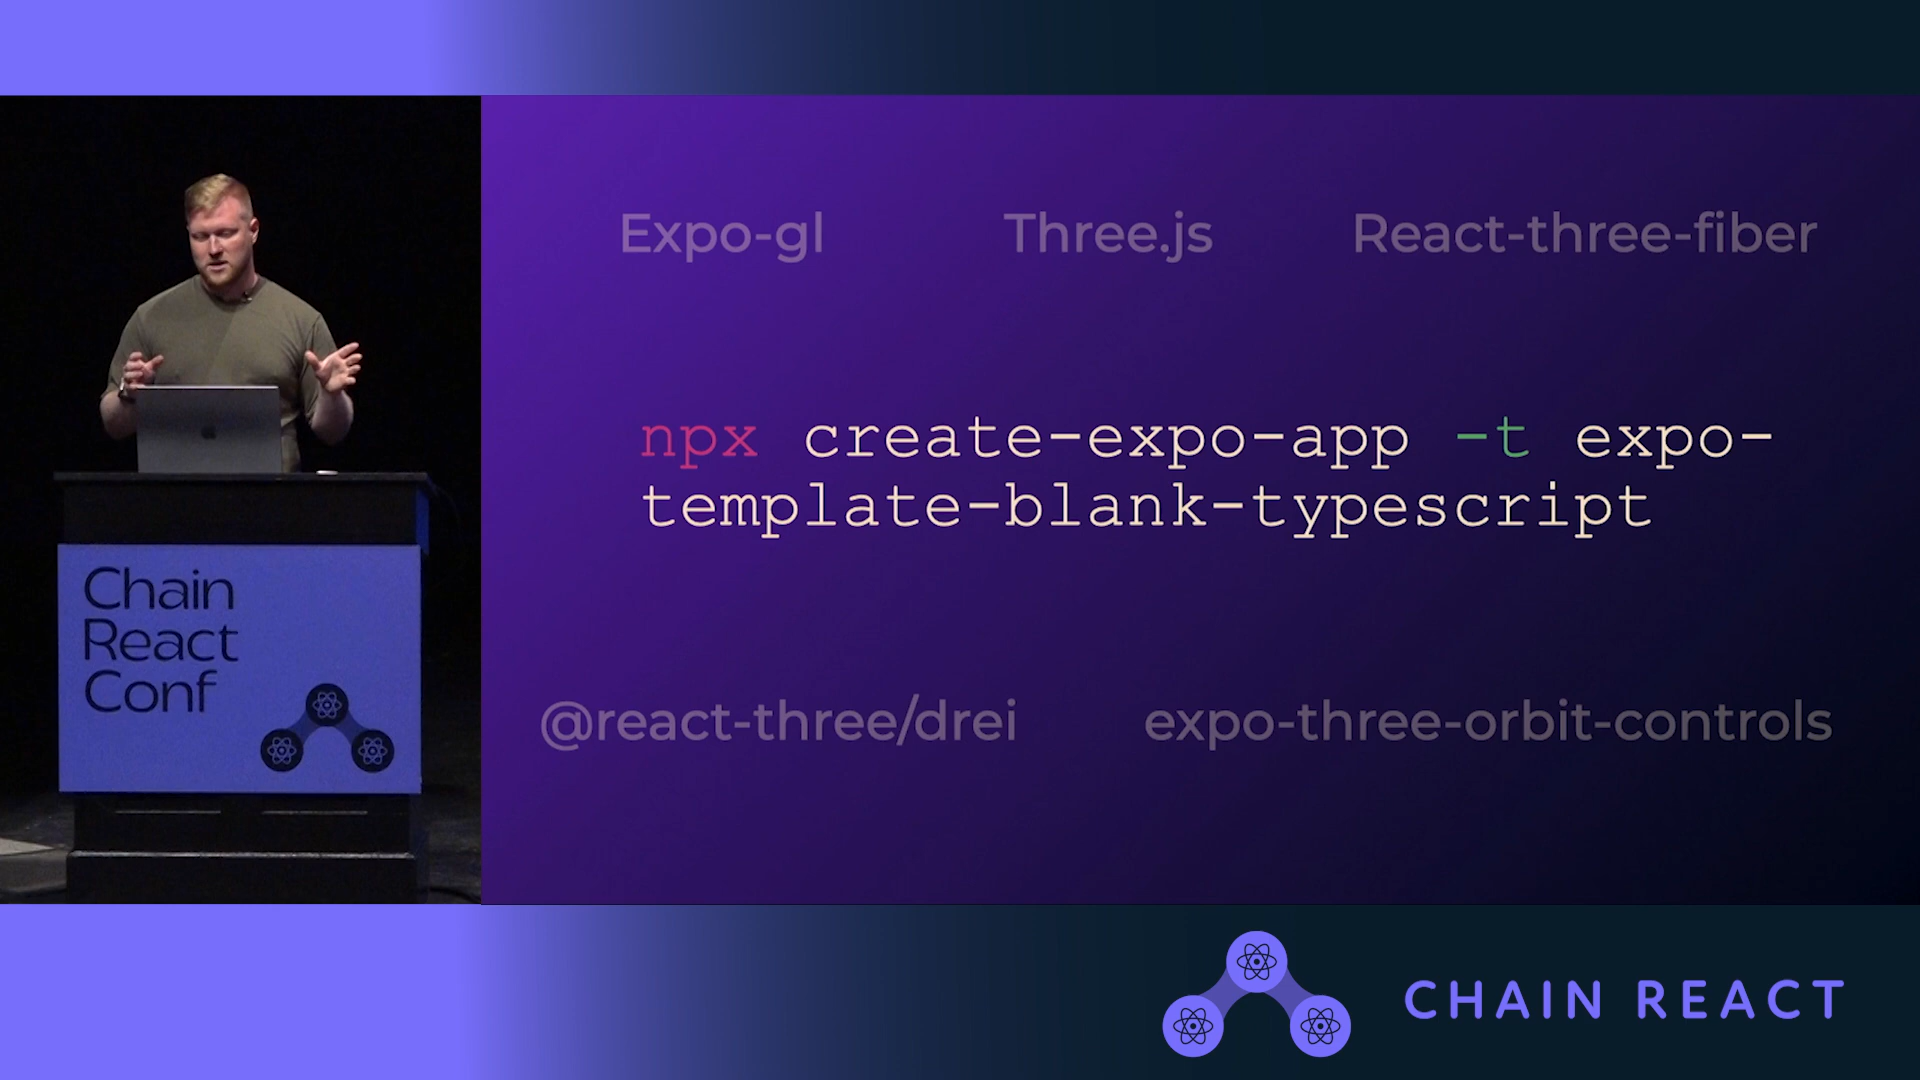 Expo-gl
Three.js
React-three-fiber
npx create-expo-app -t expo-
template-blank-typescript
@react-three/drei
expo-three-orbit-controls
Chain
React
Conf
CHAIN REACT